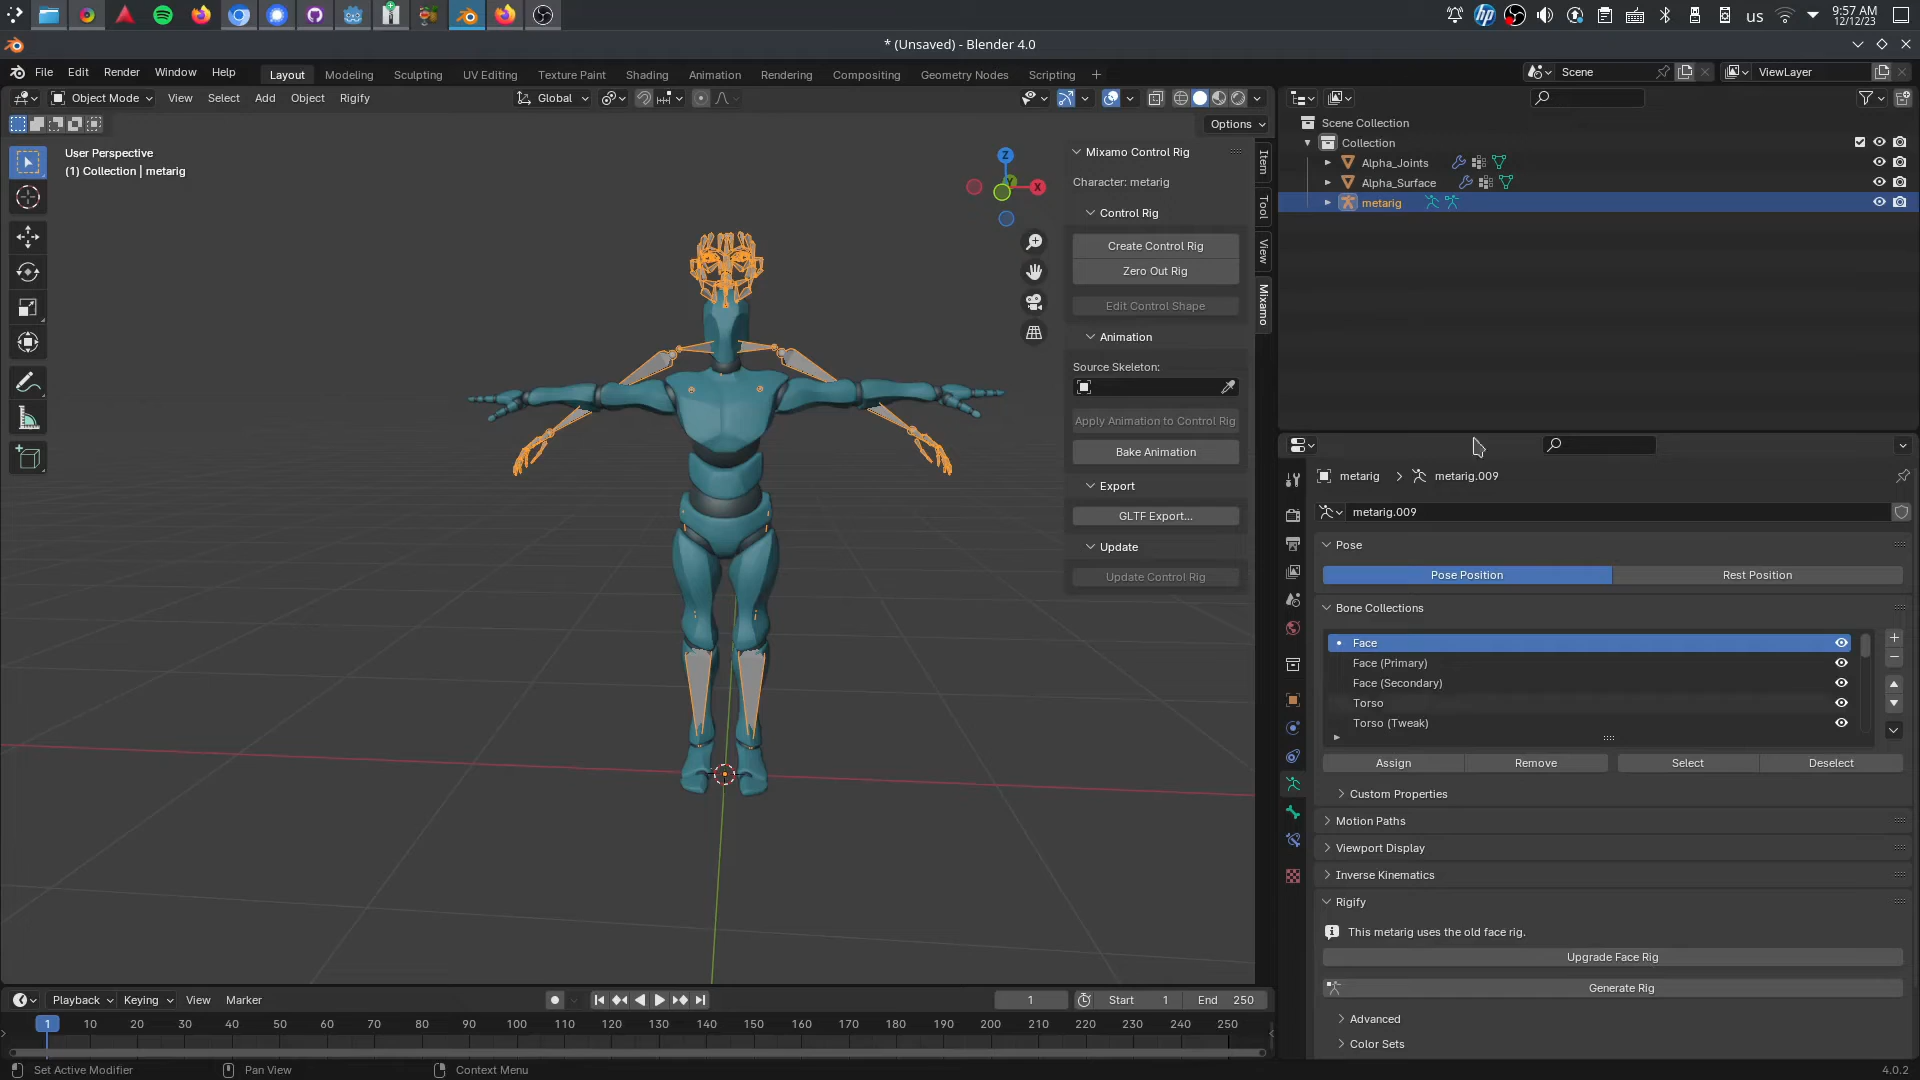 us
9:57 AM
12/12/23
* (Unsaved) - Blender 4.0
File Edit Render Window Help
Layout Modeling Sculpting UV Editing Texture Paint Shading Animation Rendering Compositing Geometry Nodes Scripting +
Scene
ViewLayer
Object Mode View Select Add Object Rigify
Global
Options
User Perspective
(1) Collection | metarig
Z
X
Y
Mixamo Control Rig
Character: metarig
Control Rig
Create Control Rig
Zero Out Rig
Edit Control Shape
Animation
Source Skeleton:
Apply Animation to Control Rig
Bake Animation
Export
GLTF Export...
Update
Update Control Rig
Item
Tool
View
Mixamo
Scene Collection
Collection
Alpha_Joints
Alpha_Surface
metarig
metarig > metarig.009
metarig.009
Pose
Pose Position Rest Position
Bone Collections
Face
Face (Primary)
Face (Secondary)
Torso
Torso (Tweak)
Assign Remove Select Deselect
Custom Properties
Motion Paths
Viewport Display
Inverse Kinematics
Rigify
This metarig uses the old face rig.
Upgrade Face Rig
Generate Rig
Advanced
Color Sets
Playback Keying View Marker
1 Start 1 End 250
1 10 20 30 40 50 60 70 80 90 100 110 120 130 140 150 160 170 180 190 200 210 220 230 240 250
Set Active Modifier Pan View Context Menu
4.0.2